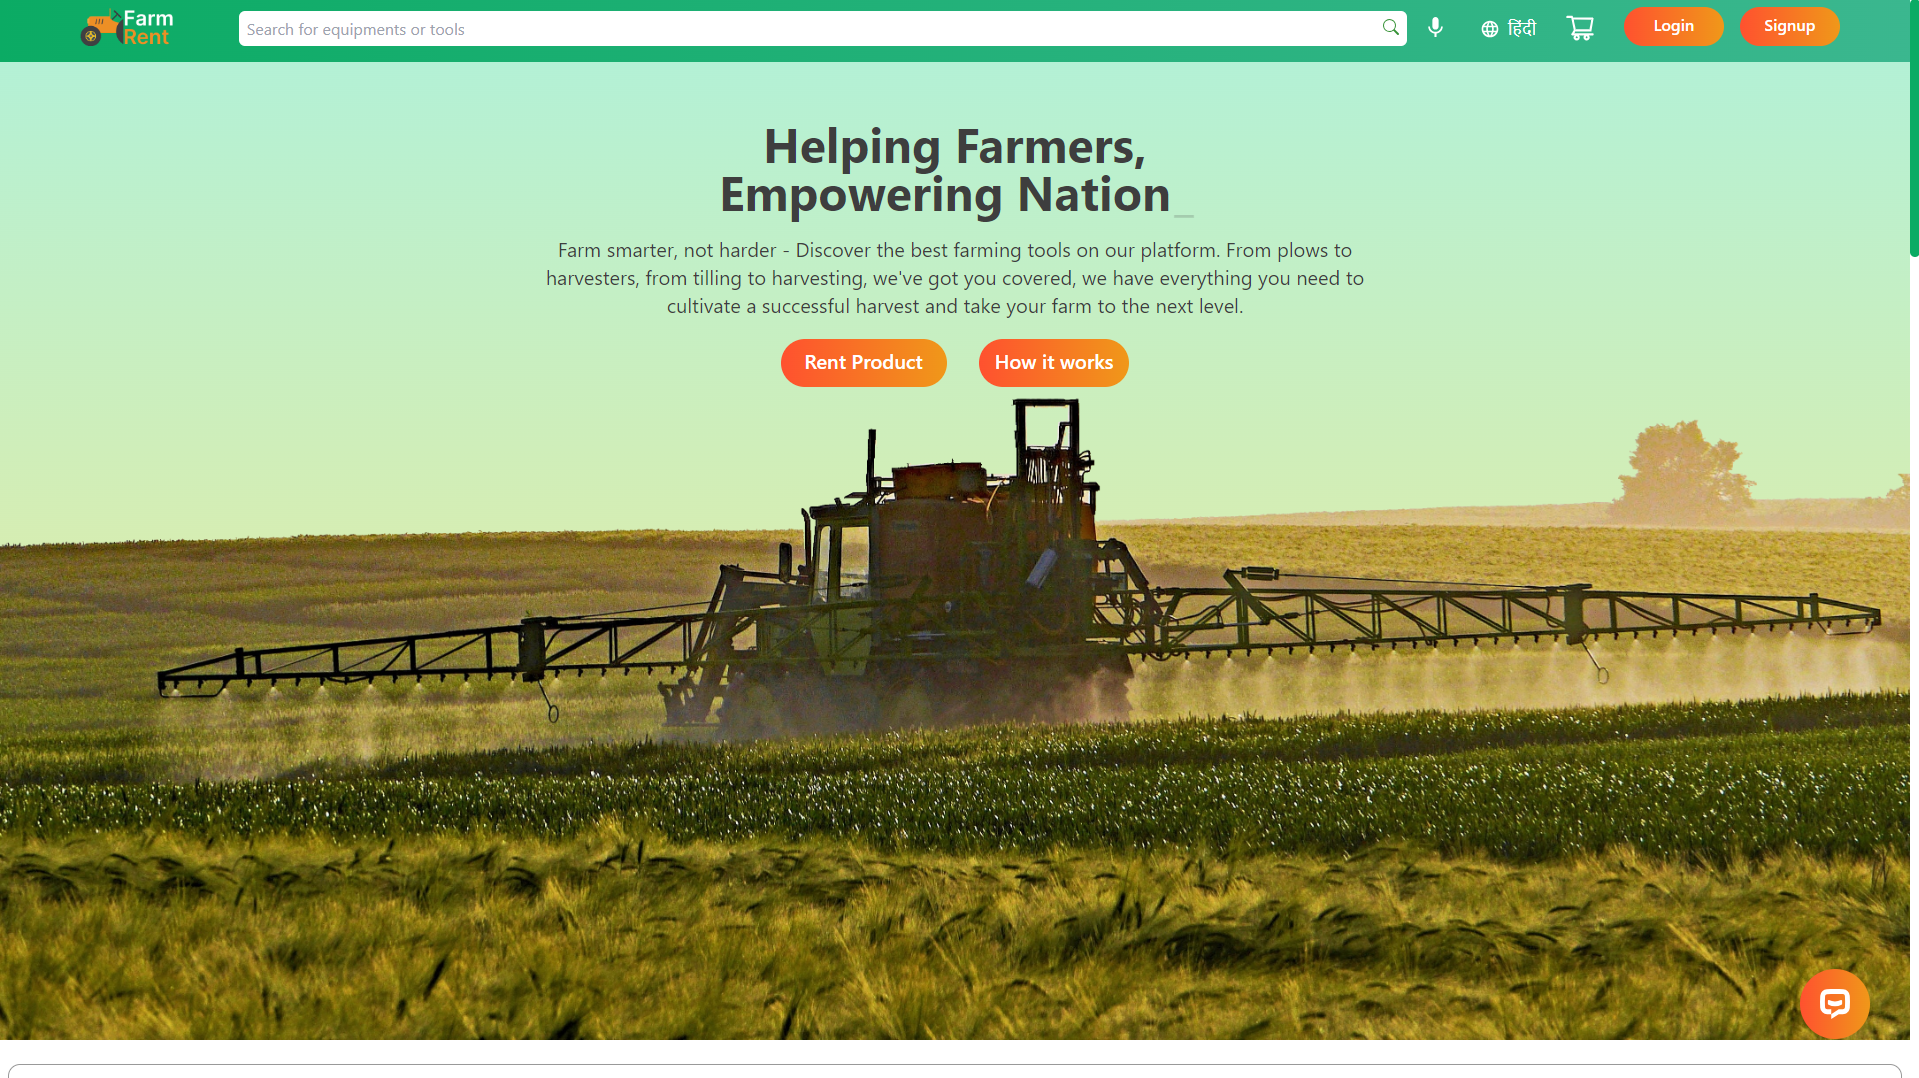 Farm
Rent
Search for equipments or tools
हिंदी
Login
Signup
Helping Farmers,
Empowering Nation_
Farm smarter, not harder - Discover the best farming tools on our platform. From plows to
harvesters, from tilling to harvesting, we've got you covered, we have everything you need to
cultivate a successful harvest and take your farm to the next level.
Rent Product
How it works